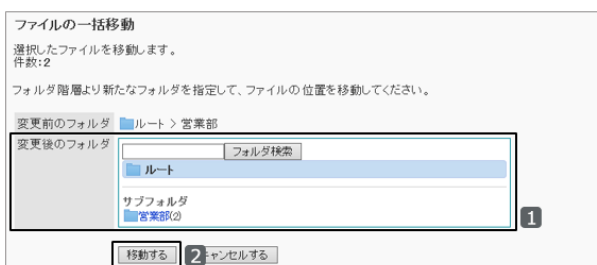 ファイルの一括移動
選択したファイルを移動します。
件数:2
フォルダ階層より新たなフォルダを指定して、ファイルの位置を移動してください。
変更前のフォルダ ルート > 営業部
変更後のフォルダ
フォルダ検索
ルート
サブフォルダ
営業部(2)
1
移動する 2 ャンセルする